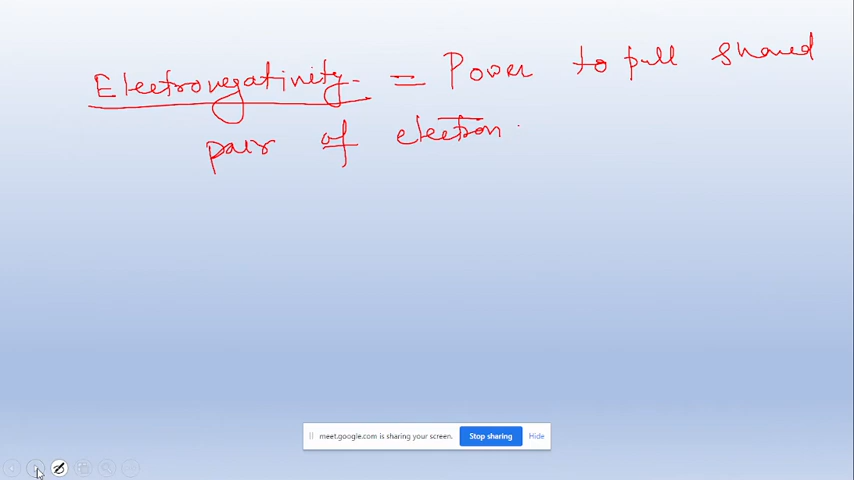 Electronegativity = Power to pull shared
pair of electron.
meet.google.com is sharing your screen. Stop sharing Hide